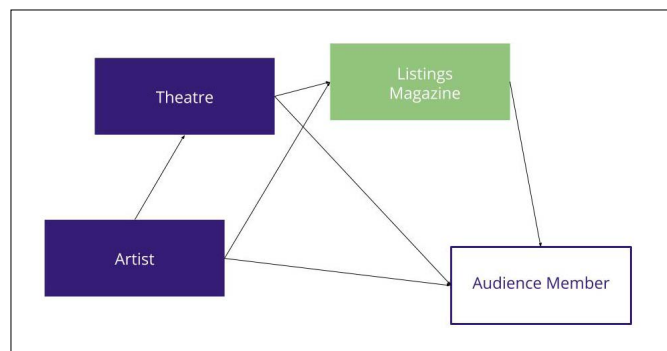 Theatre
Listings
Magazine
Artist
Audience Member